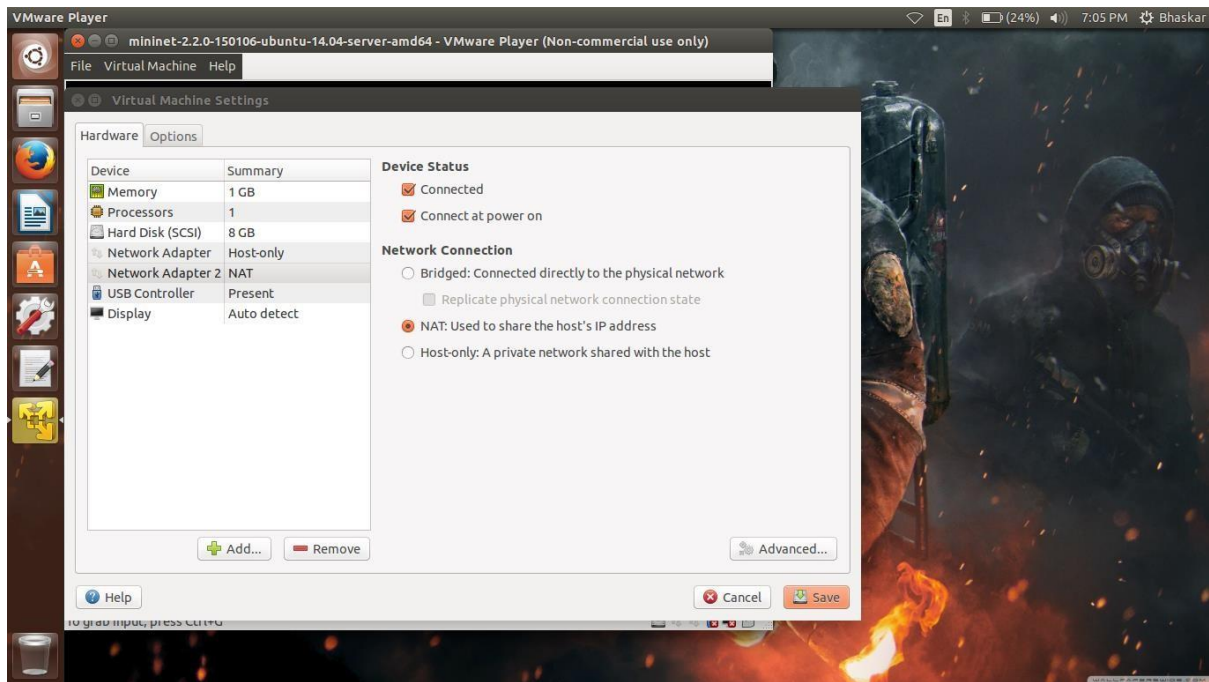 VMware Player
En (24%) 7:05 PM Bhaskar
mininet-2.2.0-150106-ubuntu-14.04-server-amd64 - VMware Player (Non-commercial use only)
File Virtual Machine Help
Virtual Machine Settings
Hardware Options
Device Summary
Memory 1 GB
Processors 1
Hard Disk (SCSI) 8 GB
Network Adapter Host-only
Network Adapter 2 NAT
USB Controller Present
Display Auto detect
Device Status
Connected
Connect at power on
Network Connection
Bridged: Connected directly to the physical network
Replicate physical network connection state
NAT: Used to share the host's IP address
Host-only: A private network shared with the host
Add... Remove
Advanced...
Help
Cancel Save
To grab input, press Ctrl+G